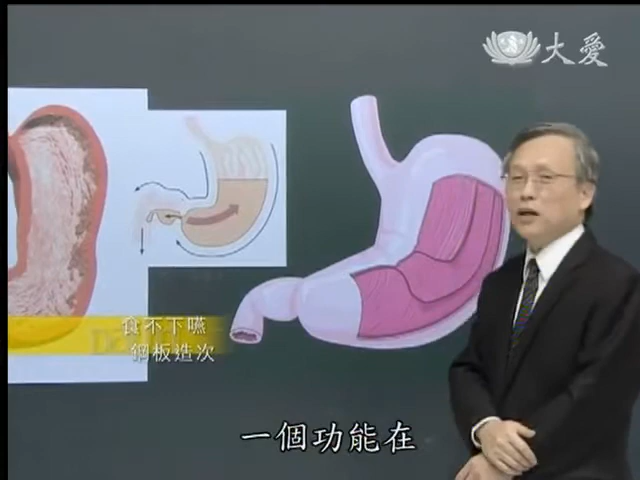 大愛
食不下嚥
鋼板造次
一個功能在